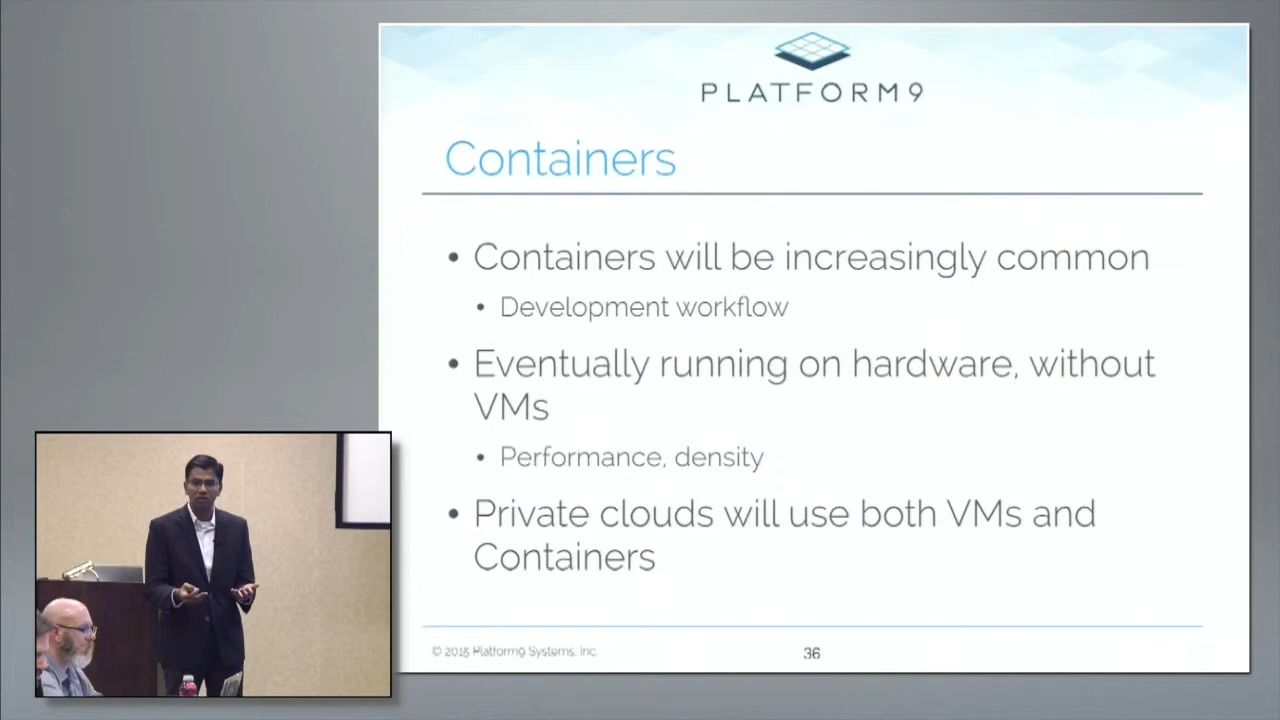 PLATFORM9
Containers
• Containers will be increasingly common
• Development workflow
• Eventually running on hardware, without
VMs
• Performance, density
• Private clouds will use both VMs and
Containers
© 2015 Platform9 Systems, Inc.
36